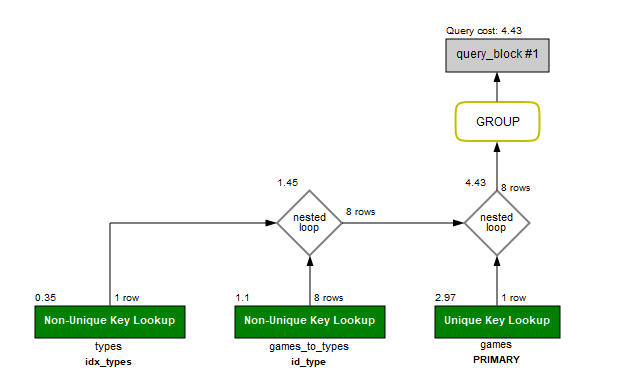 Query cost: 4.43
query_block #1
GROUP
1.45
4.43
8 rows
nested
loop
8 rows
nested
loop
0.35
1 row
1.1
8 rows
2.97
1 row
Non-Unique Key Lookup
Non-Unique Key Lookup
Unique Key Lookup
types
games_to_types
games
idx_types
id_type
PRIMARY